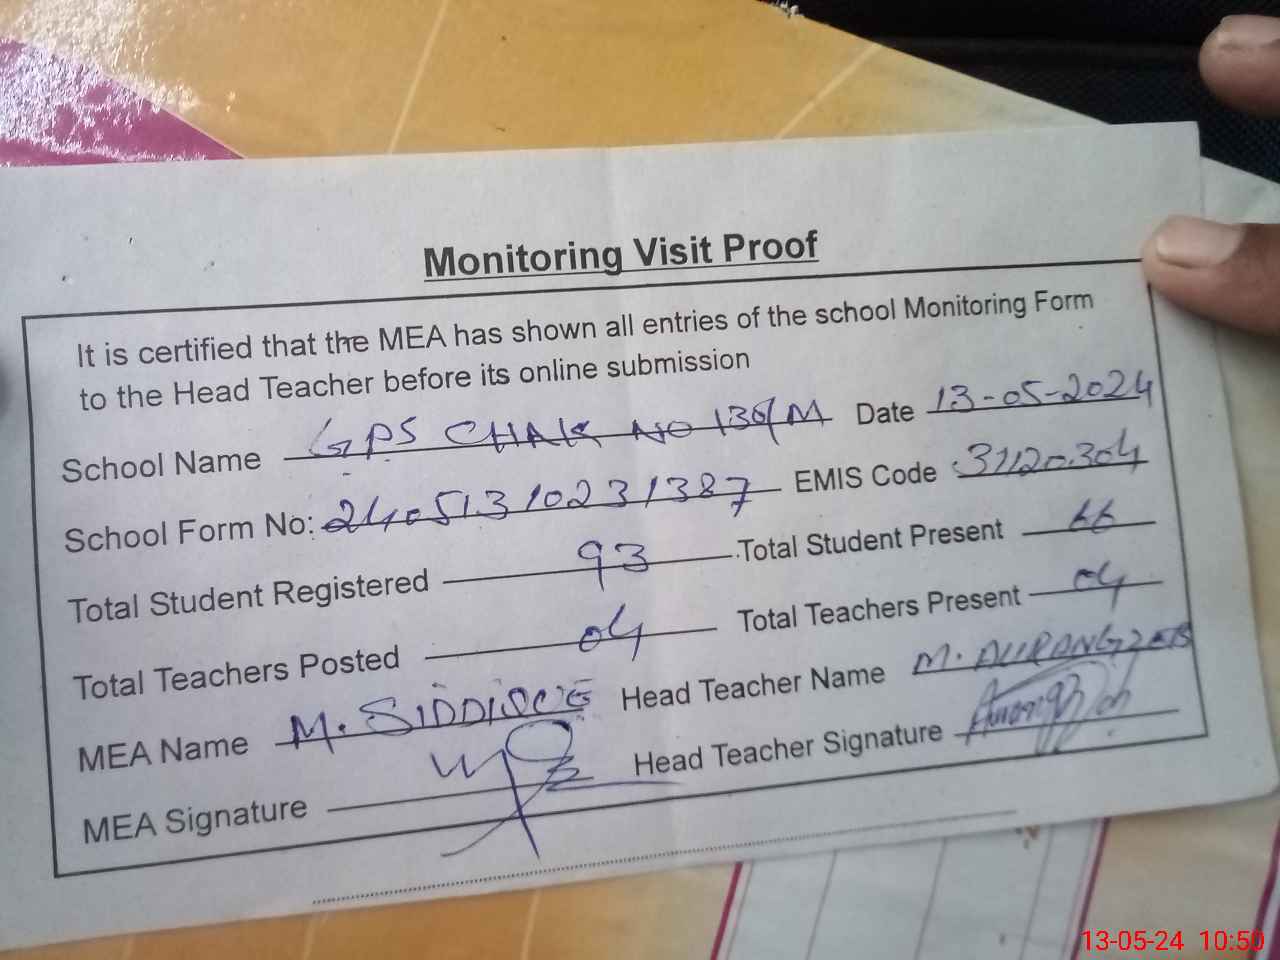 Monitoring Visit Proof
It is certified that the MEA has shown all entries of the school Monitoring Form
to the Head Teacher before its online submission
School Name GPS CHAK NO 136/M Date 13-05-2024
School Form No: 24051310231387 EMIS Code 31120304
Total Student Registered 93 Total Student Present 66
Total Teachers Posted 04 Total Teachers Present 04
MEA Name M. SIDDIQUE Head Teacher Name M. AURANGZEB
MEA Signature Head Teacher Signature
13-05-24 10:50